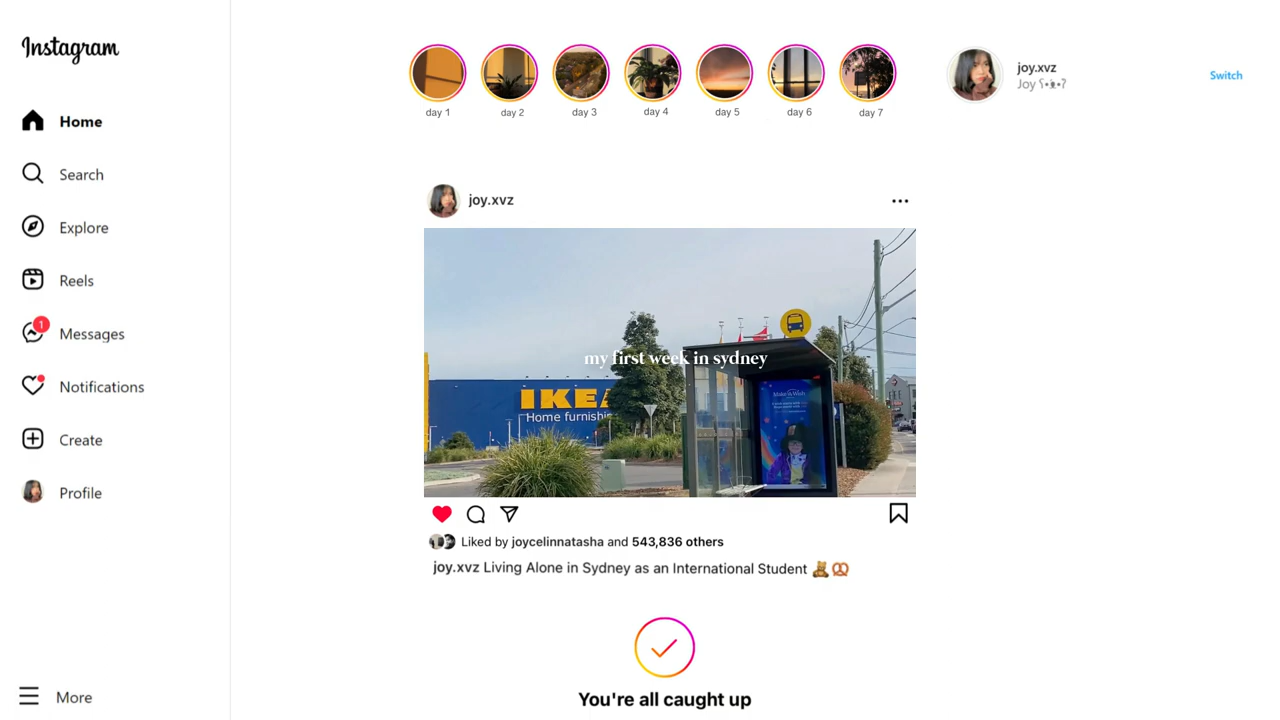 Instagram
Home
Search
Explore
Reels
1
Messages
Notifications
Create
Profile
More
day 1
day 2
day 3
day 4
day 5
day 6
day 7
joy.xvz
Joy ʕ•ᴥ•ʔ
Switch
joy.xvz
my first week in sydney
IKEA
Home furnishi
Make a Wish
Liked by joycelinnatasha and 543,836 others
joy.xvz Living Alone in Sydney as an International Student 🧸🥨
You're all caught up